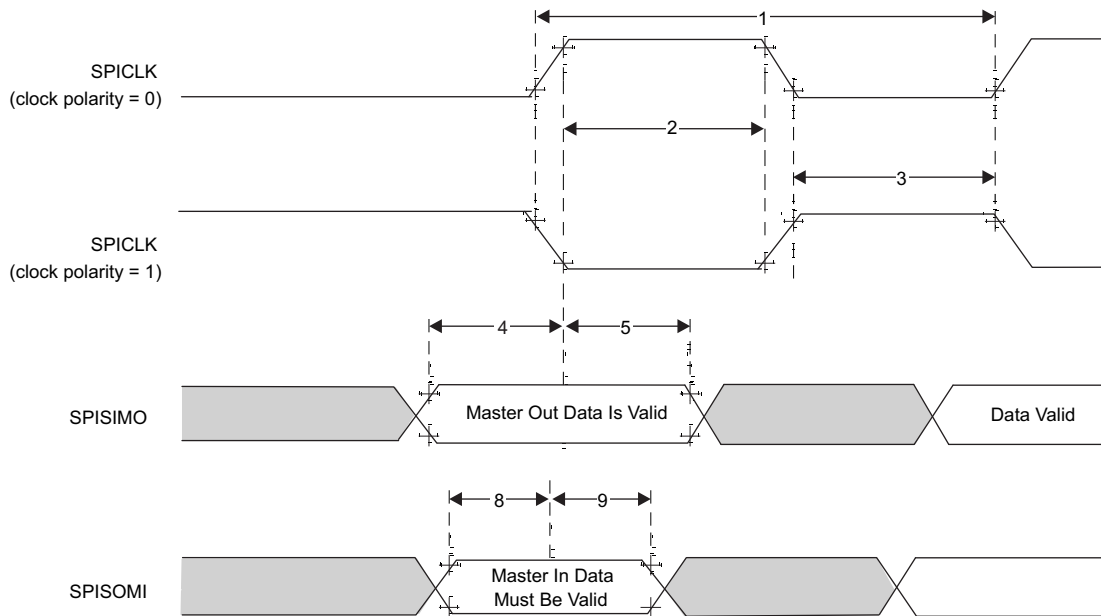 1
SPICLK
(clock polarity = 0)
2
3
SPICLK
(clock polarity = 1)
4
5
SPISIMO
Master Out Data Is Valid
Data Valid
8
9
SPISOMI
Master In Data
Must Be Valid